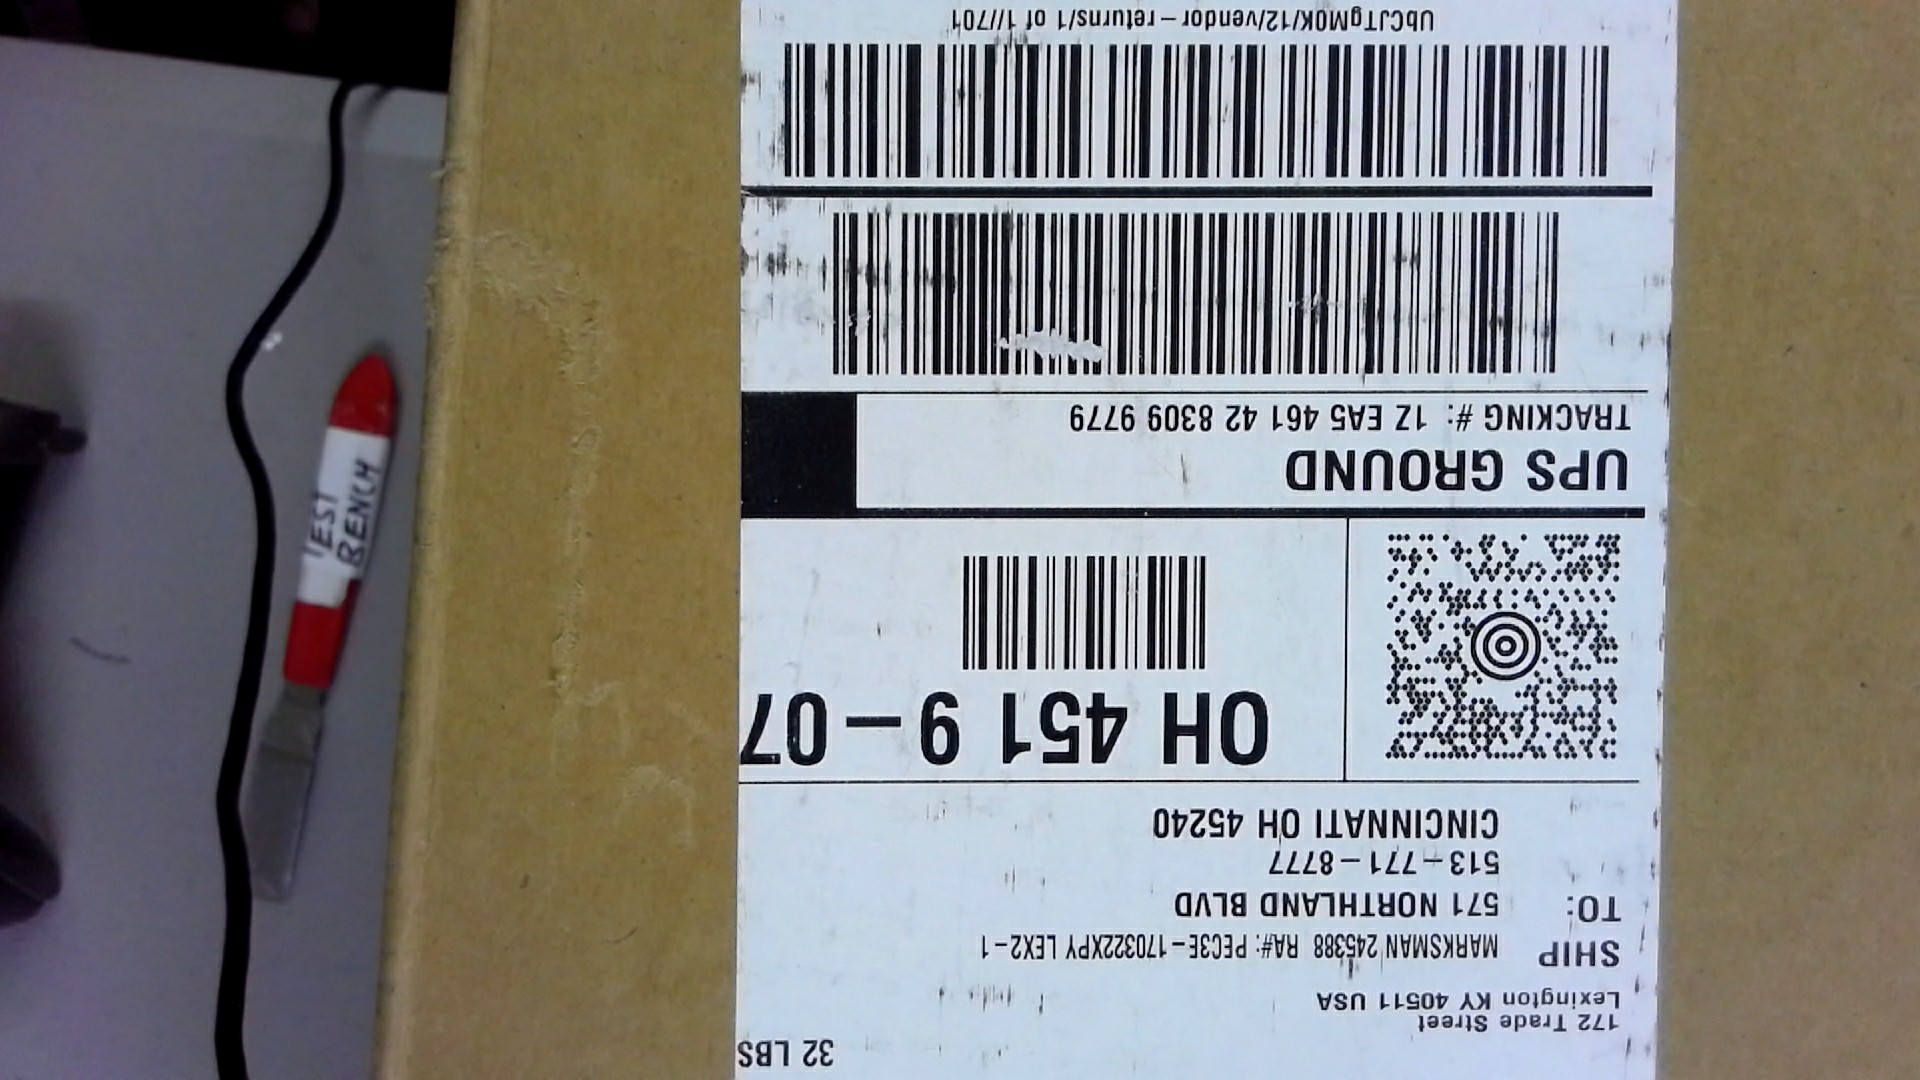 32 LBS
172 Trade Street
Lexington KY 40511 USA
SHIP
TO:
MARKSMAN 245388 RA#: PEC3E-170322XPY LEX2-1
571 NORTHLAND BLVD
513-771-8777
CINCINNATI OH 45240
OH 451 9-07
UPS GROUND
TRACKING #: 1Z EA5 461 42 8309 9779
UbCJTgM0K/12/vendor-returns/1 of 1//701
TEST
BENCH